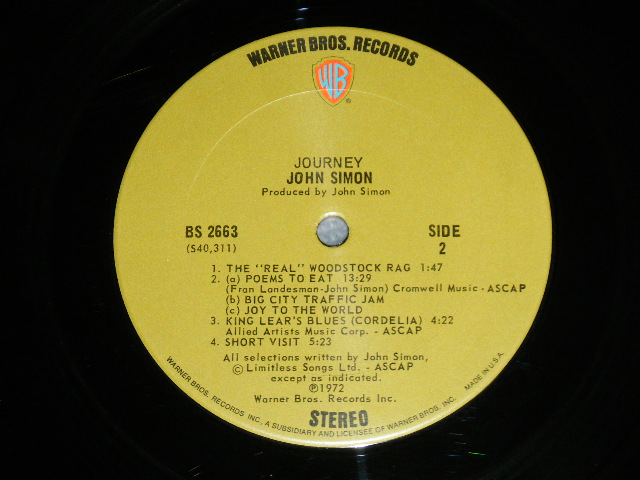 WARNER BROS. RECORDS
WB
®
JOURNEY
JOHN SIMON
Produced by John Simon
BS 2663
(S40,311)
SIDE
2
1. THE "REAL" WOODSTOCK RAG 1:47
2. (a) POEMS TO EAT 13:29
(Fran Landesman-John Simon) Cromwell Music - ASCAP
(b) BIG CITY TRAFFIC JAM
(c) JOY TO THE WORLD
3. KING LEAR'S BLUES (CORDELIA) 4:22
Allied Artists Music Corp. - ASCAP
4. SHORT VISIT 5:23
All selections written by John Simon,
©Limitless Songs Ltd. - ASCAP
except as indicated.
℗1972
Warner Bros. Records Inc.
STEREO
WARNER BROS. RECORDS INC., A SUBSIDIARY AND LICENSEE OF WARNER BROS. INC. MADE IN U.S.A.